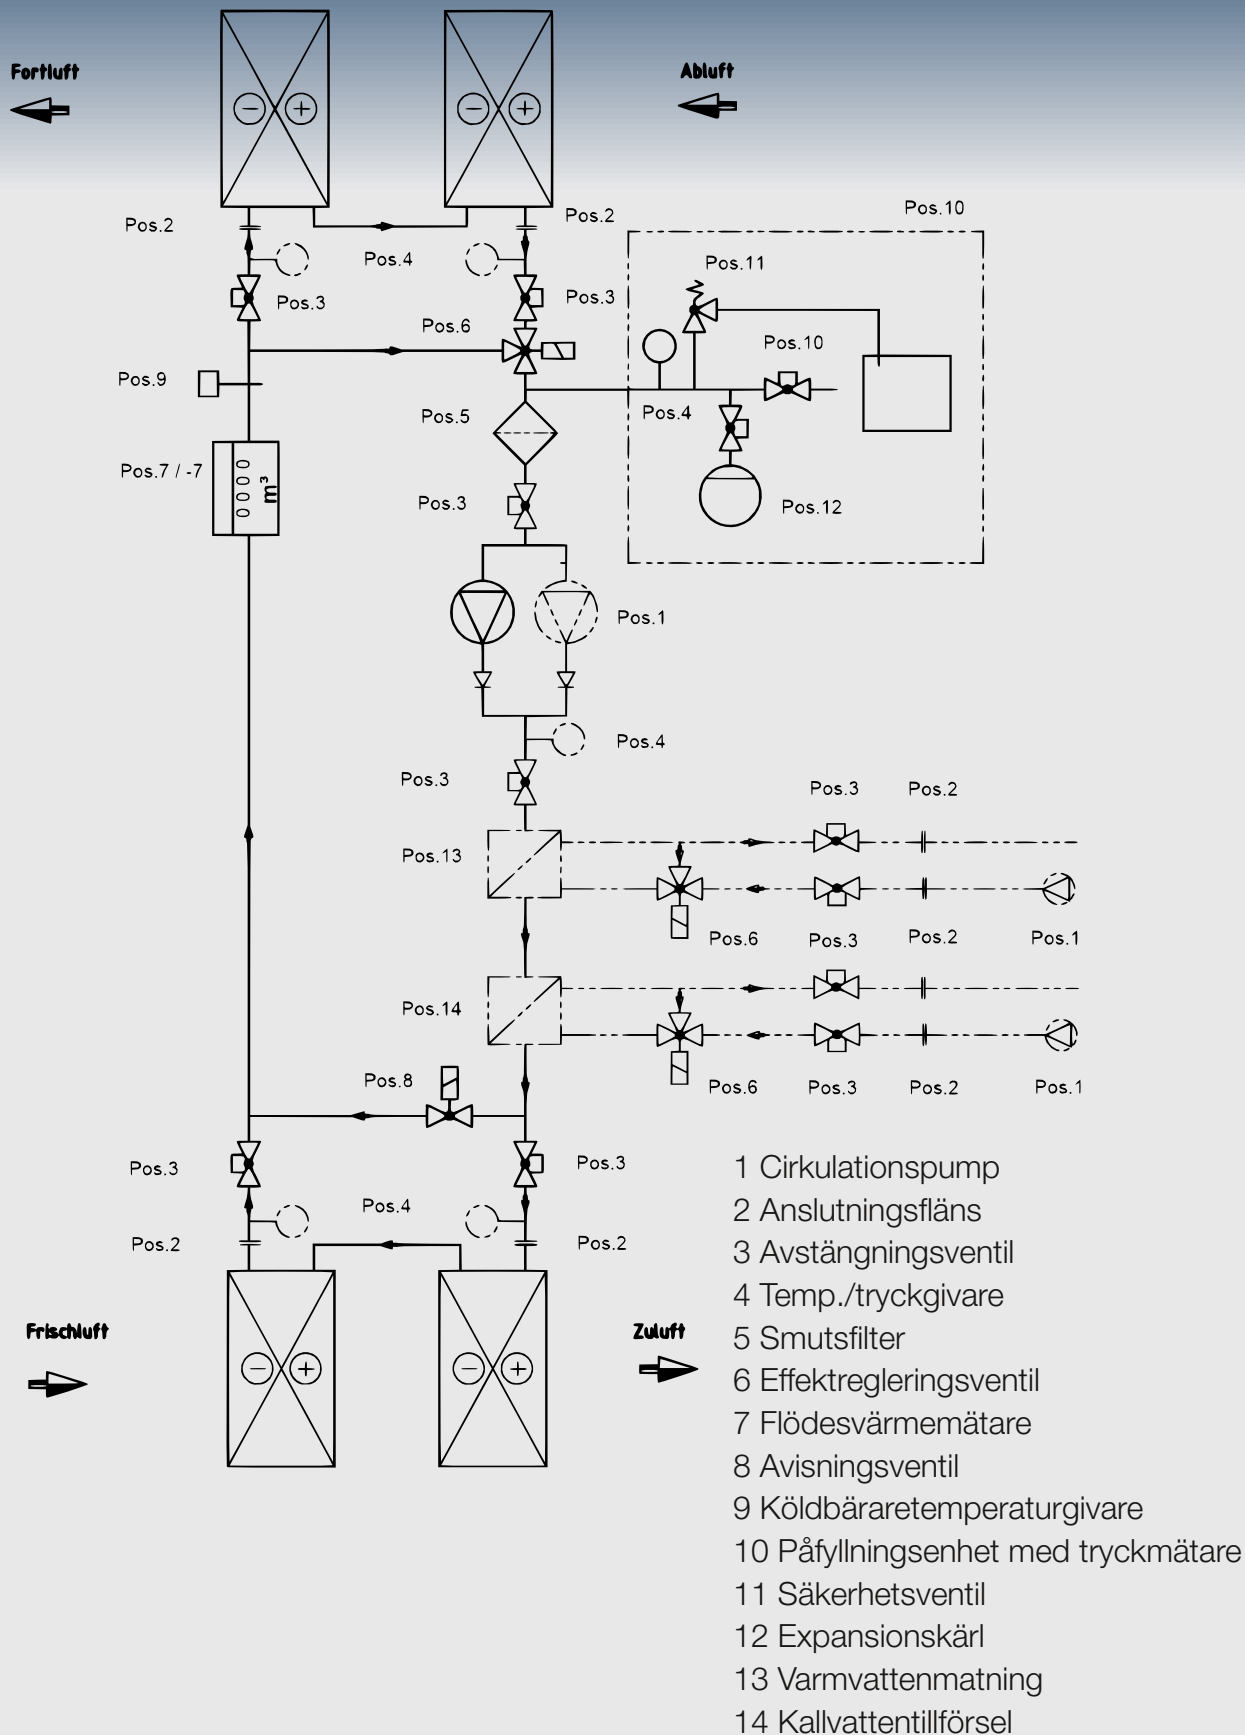 Fortluft
Abluft
Pos.2
Pos.2
Pos.10
Pos.4
Pos.11
Pos.3
Pos.3
Pos.6
Pos.10
Pos.9
Pos.5
Pos.4
Pos.7 / -7
0000
m³
Pos.3
Pos.12
Pos.1
Pos.4
Pos.3
Pos.3
Pos.2
Pos.13
Pos.6
Pos.3
Pos.2
Pos.1
Pos.14
Pos.8
Pos.6
Pos.3
Pos.2
Pos.1
Pos.3
Pos.3
Pos.4
Pos.2
Pos.2
Frischluft
Zuluft
1 Cirkulationspump
2 Anslutningsfläns
3 Avstängningsventil
4 Temp./tryckgivare
5 Smutsfilter
6 Effektregleringsventil
7 Flödesvärmemätare
8 Avisningsventil
9 Köldbäraretemperaturgivare
10 Påfyllningsenhet med tryckmätare
11 Säkerhetsventil
12 Expansionskärl
13 Varmvattenmatning
14 Kallvattentillförsel